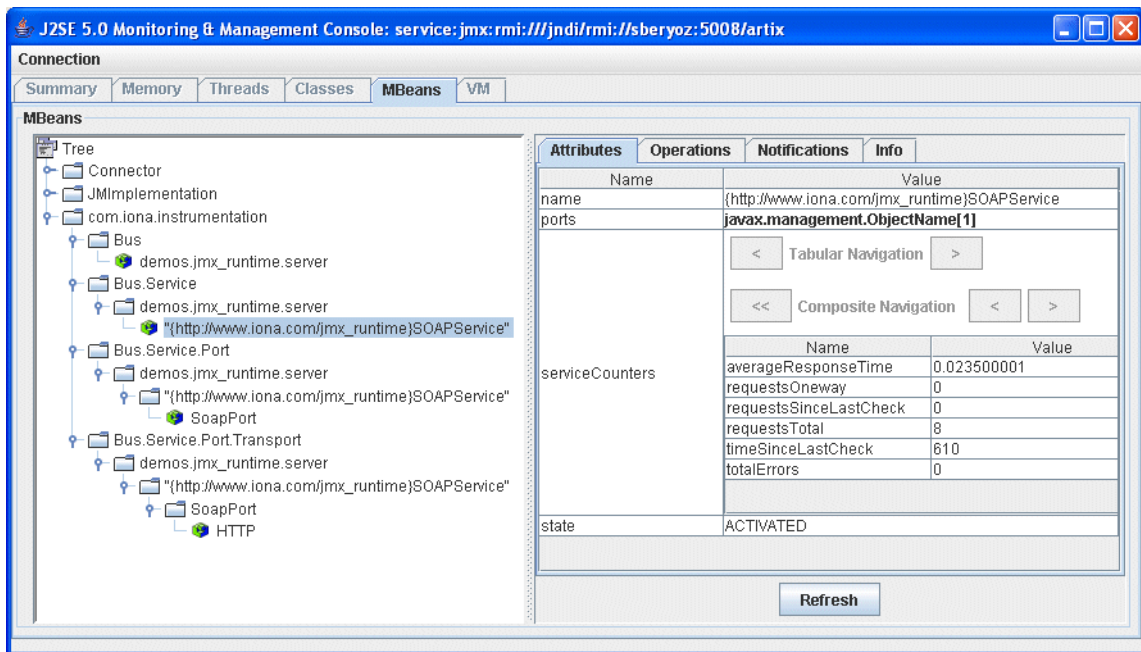 J2SE 5.0 Monitoring & Management Console: service:jmx:rmi:///jndi/rmi://sberyoz:5008/artix
Connection
Summary Memory Threads Classes MBeans VM
MBeans
Tree
Connector
JMImplementation
com.iona.instrumentation
Bus
demos.jmx_runtime.server
Bus.Service
demos.jmx_runtime.server
"{http://www.iona.com/jmx_runtime}SOAPService"
Bus.Service.Port
demos.jmx_runtime.server
"{http://www.iona.com/jmx_runtime}SOAPService"
SoapPort
Bus.Service.Port.Transport
demos.jmx_runtime.server
"{http://www.iona.com/jmx_runtime}SOAPService"
SoapPort
HTTP
Attributes Operations Notifications Info
Name Value
name {http://www.iona.com/jmx_runtime}SOAPService
ports javax.management.ObjectName[1]
serviceCounters
< Tabular Navigation >
<< Composite Navigation < >
Name Value
averageResponseTime 0.023500001
requestsOneway 0
requestsSinceLastCheck 0
requestsTotal 8
timeSinceLastCheck 610
totalErrors 0
state ACTIVATED
Refresh